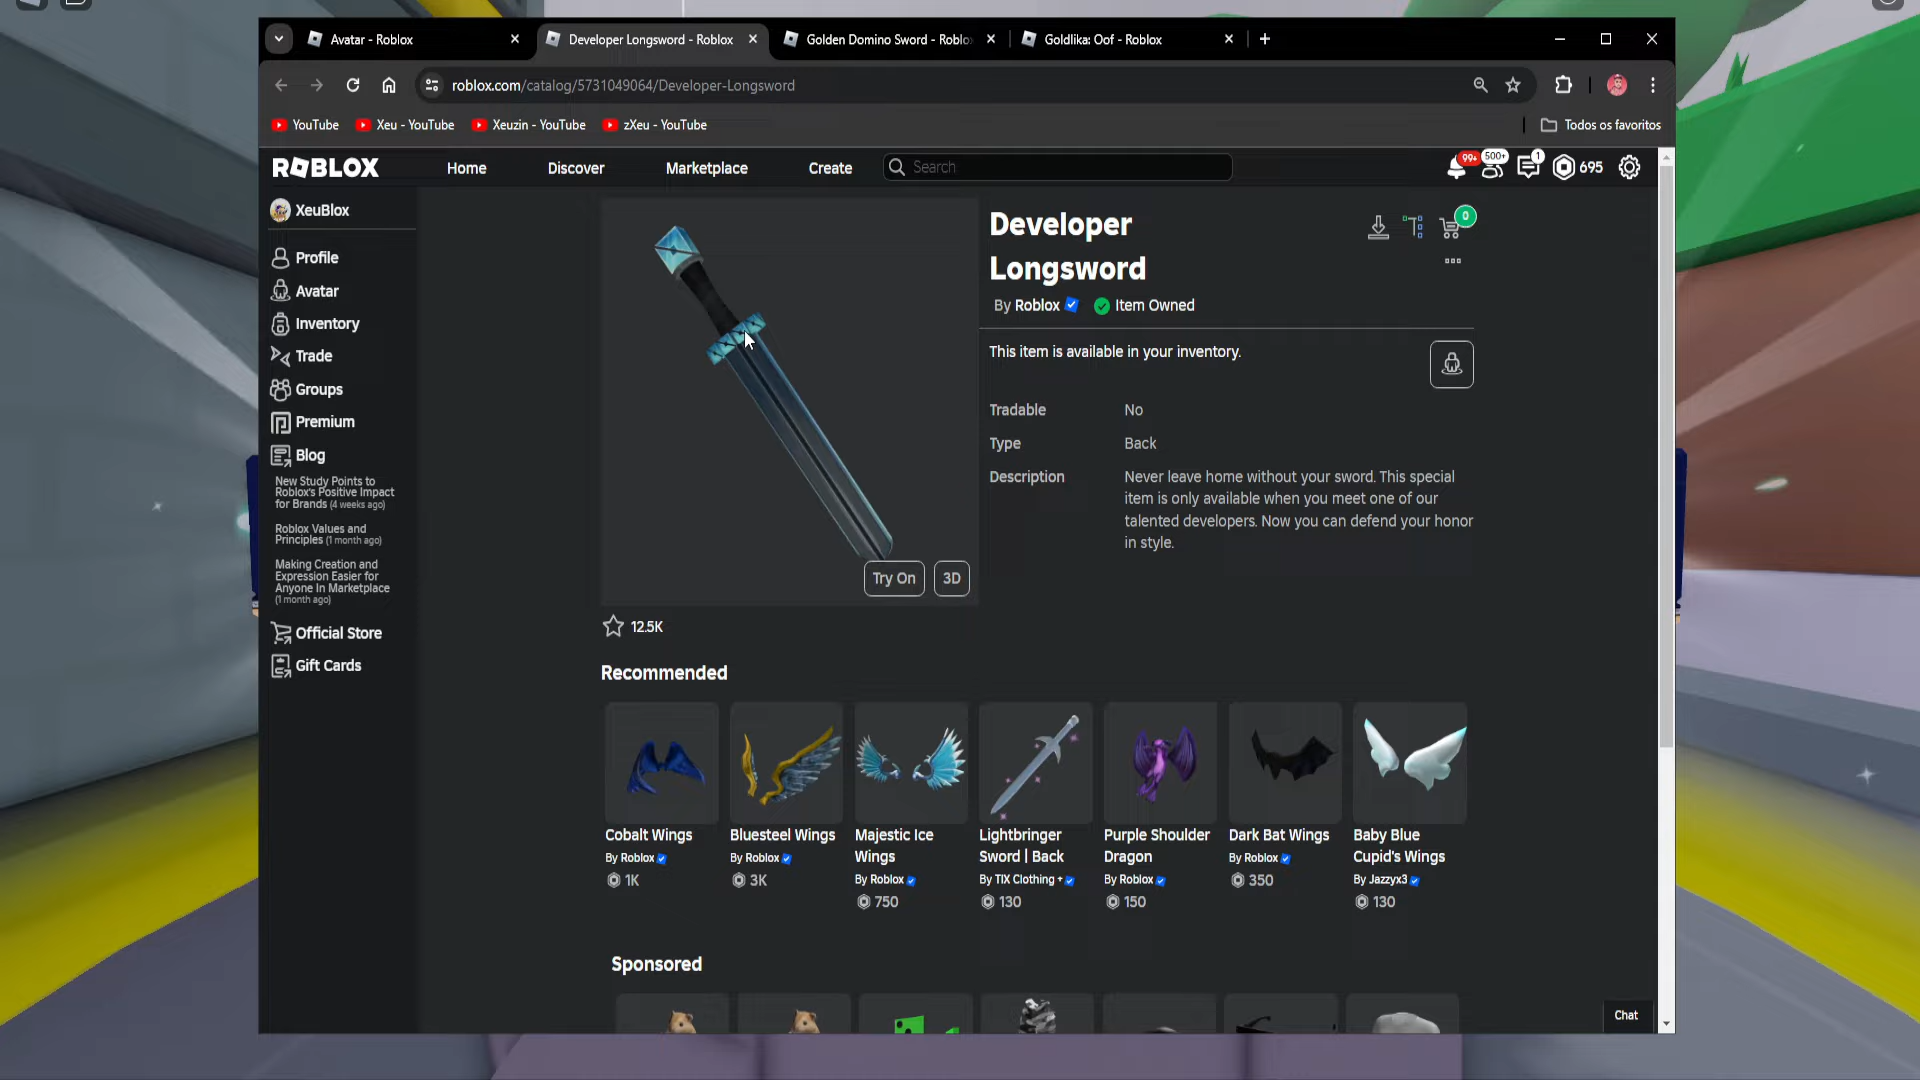 Avatar - Roblox
Developer Longsword - Roblox
Golden Domino Sword - Roblo
Goldlika: Oof - Roblox
roblox.com/catalog/5731049064/Developer-Longsword
YouTube
Xeu - YouTube
Xeuzin - YouTube
zXeu - YouTube
Todos os favoritos
ROBLOX
Home
Discover
Marketplace
Create
Search
99+
500+
1
695
XeuBlox
Profile
Avatar
Inventory
Trade
Groups
Premium
Blog
New Study Points to
Roblox's Positive Impact
for Brands (4 weeks ago)
Roblox Values and
Principles (1 month ago)
Making Creation and
Expression Easier for
Anyone In Marketplace
(1 month ago)
Official Store
Gift Cards
Try On
3D
12.5K
Developer
Longsword
0
By Roblox
Item Owned
This item is available in your inventory.
Tradable
No
Type
Back
Description
Never leave home without your sword. This special
item is only available when you meet one of our
talented developers. Now you can defend your honor
in style.
Recommended
Cobalt Wings
By Roblox
1K
Bluesteel Wings
By Roblox
3K
Majestic Ice
Wings
By Roblox
750
Lightbringer
Sword | Back
By TIX Clothing +
130
Purple Shoulder
Dragon
By Roblox
150
Dark Bat Wings
By Roblox
350
Baby Blue
Cupid's Wings
By Jazzyx3
130
Sponsored
Chat